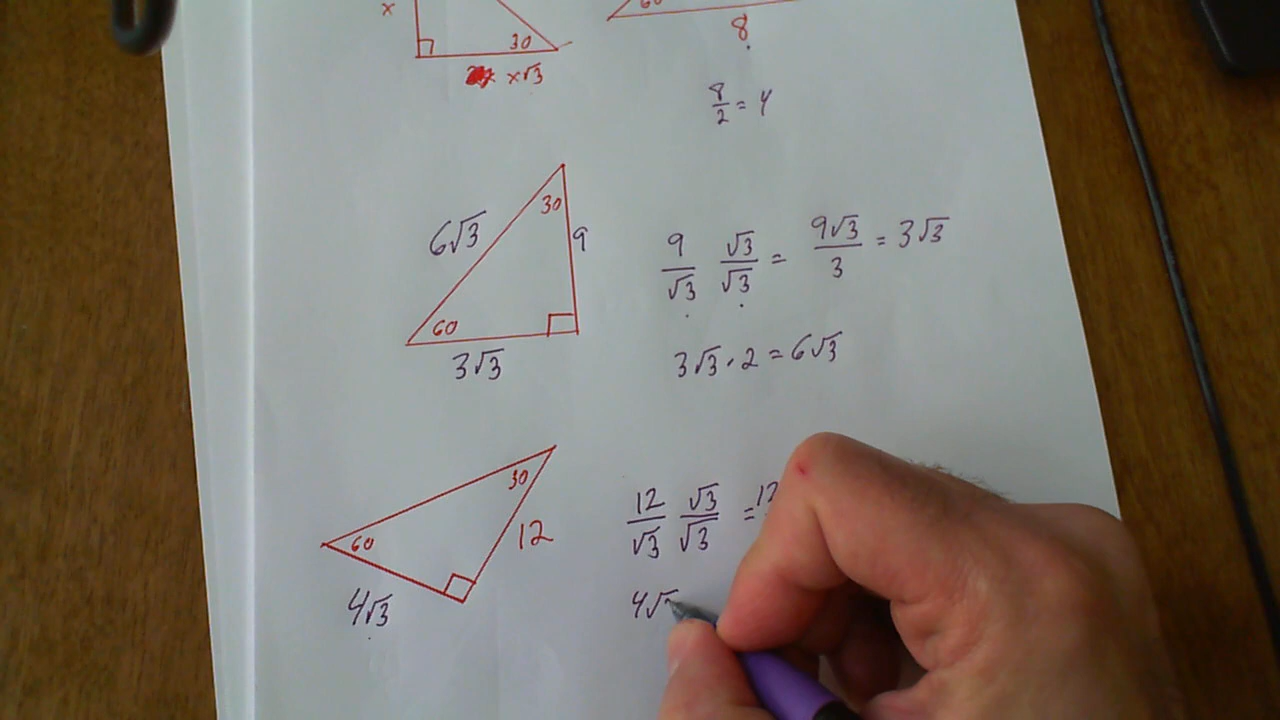 x
30
x√3
60
8
8/2 = 4
6√3
30
9
60
3√3
9/√3 √3/√3 = 9√3/3 = 3√3
3√3 · 2 = 6√3
30
60
12
4√3
12/√3 √3/√3 = 12
4√